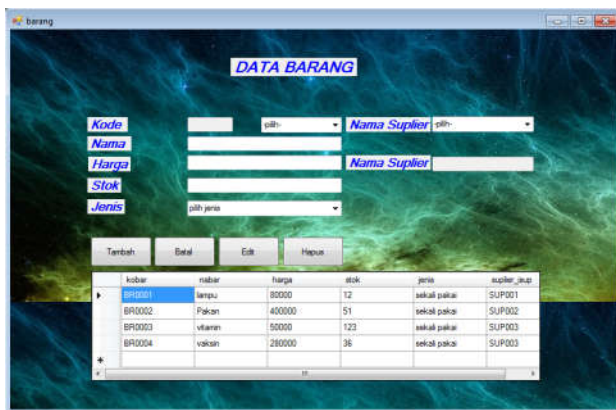 barang
DATA BARANG
Kode -pilih- Nama Suplier -pilih-
Nama
Harga Nama Suplier
Stok
Jenis pilih jenis
Tambah Batal Edit Hapus
kobar nabar harga stok jenis suplier_isup
BR0001 lampu 80000 12 sekali pakai SUP001
BR0002 Pakan 400000 51 sekali pakai SUP002
BR0003 vitamin 50000 123 sekali pakai SUP003
BR0004 vaksin 280000 36 sekali pakai SUP003